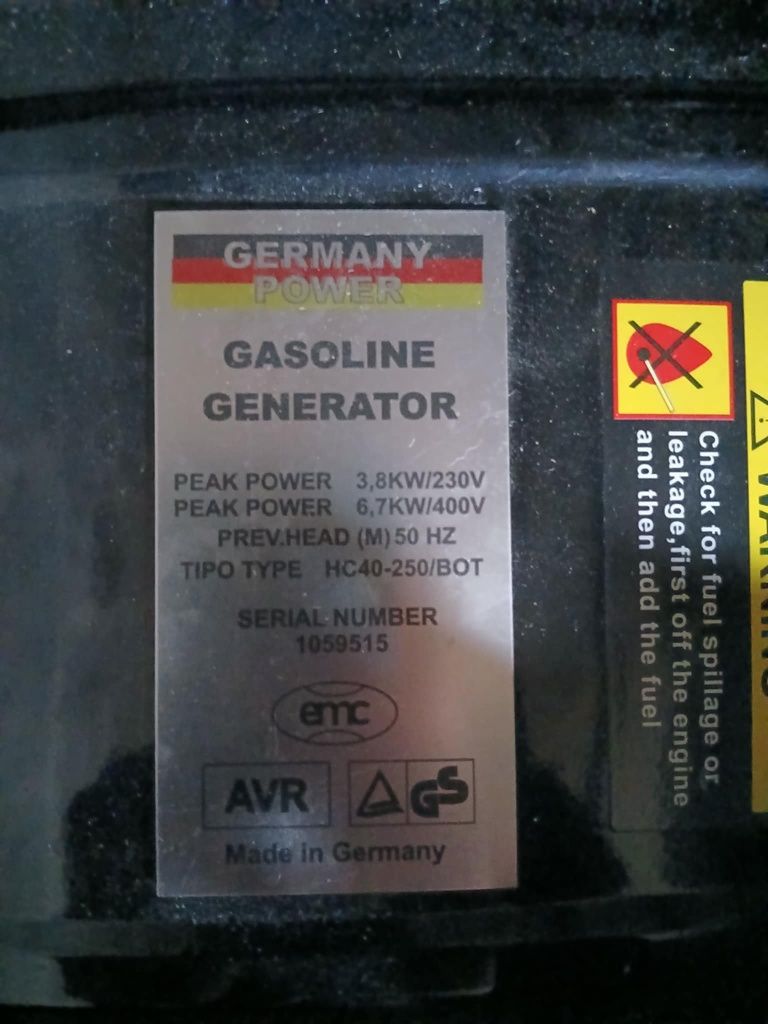 GERMANY
POWER
GASOLINE
GENERATOR
PEAK POWER 3,8KW/230V
PEAK POWER 6,7KW/400V
PREV.HEAD (M) 50 HZ
TIPO TYPE HC40-250/BOT
SERIAL NUMBER
1059515
emc
AVR
GS
Made in Germany
Check for fuel spillage or
leakage,first off the engine
and then add the fuel
WARNING